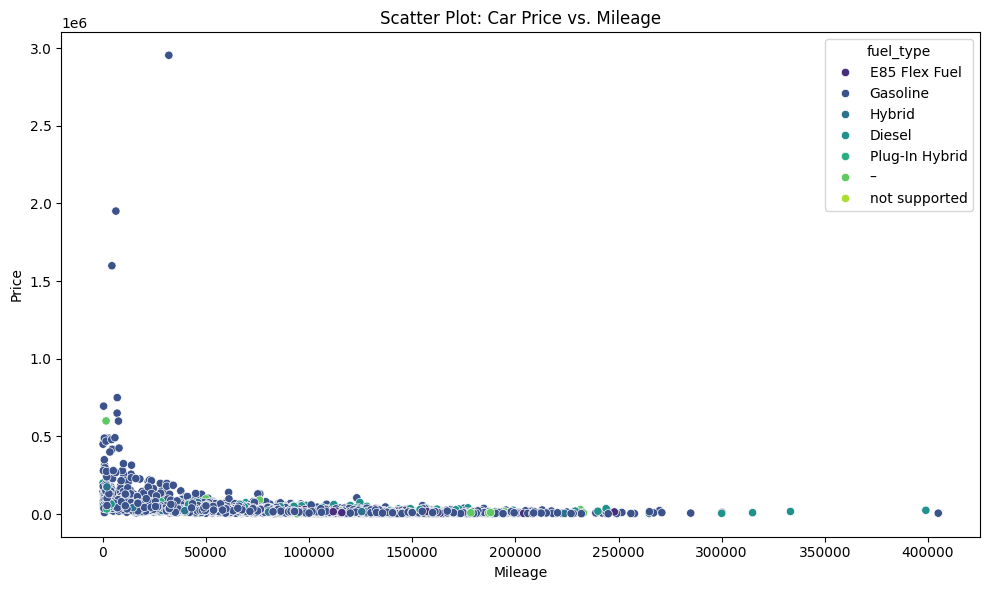 Scatter Plot: Car Price vs. Mileage
1e6
3.0
2.5
2.0
1.5
1.0
0.5
0.0
Price
fuel_type
E85 Flex Fuel
Gasoline
Hybrid
Diesel
Plug-In Hybrid
–
not supported
0 50000 100000 150000 200000 250000 300000 350000 400000
Mileage